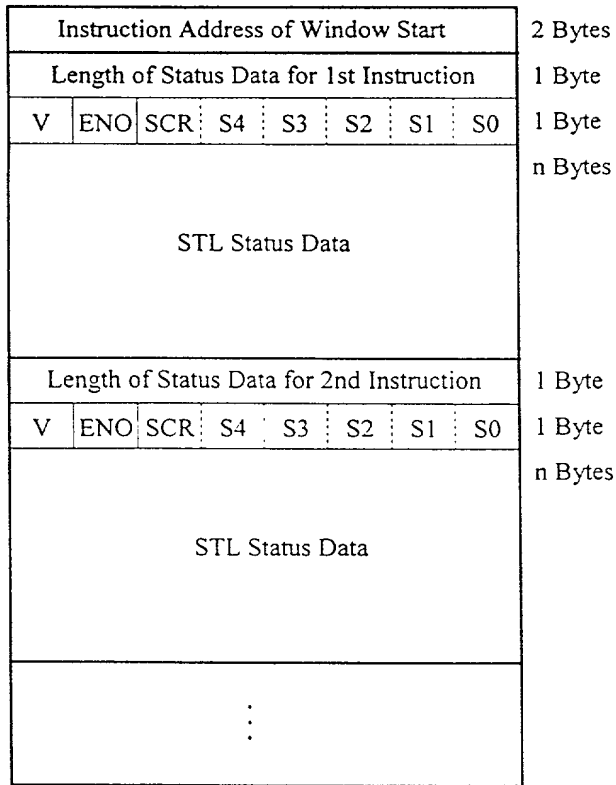 Instruction Address of Window Start 2 Bytes
Length of Status Data for 1st Instruction 1 Byte
V ENO SCR S4 S3 S2 S1 S0 1 Byte
n Bytes
STL Status Data
Length of Status Data for 2nd Instruction 1 Byte
V ENO SCR S4 S3 S2 S1 S0 1 Byte
n Bytes
STL Status Data